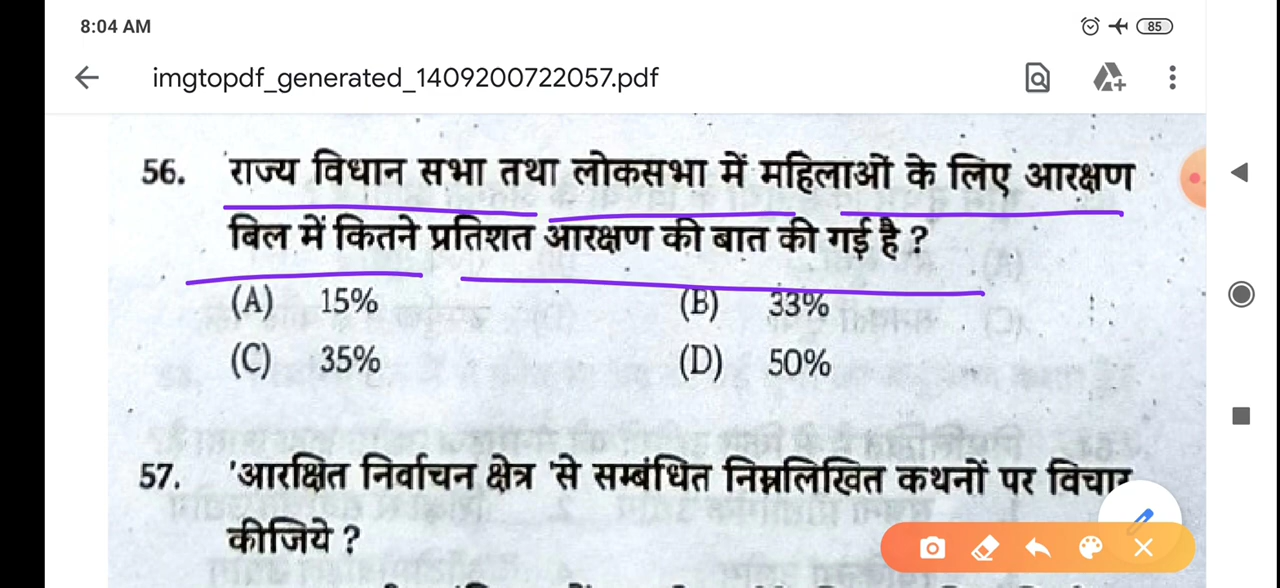 8:04 AM
85
imgtopdf_generated_1409200722057.pdf
56. राज्य विधान सभा तथा लोकसभा में महिलाओं के लिए आरक्षण
बिल में कितने प्रतिशत आरक्षण की बात की गई है ?
(A) 15% (B) 33%
(C) 35% (D) 50%
57. 'आरक्षित निर्वाचन क्षेत्र 'से सम्बंधित निम्नलिखित कथनों पर विचार
कीजिये ?